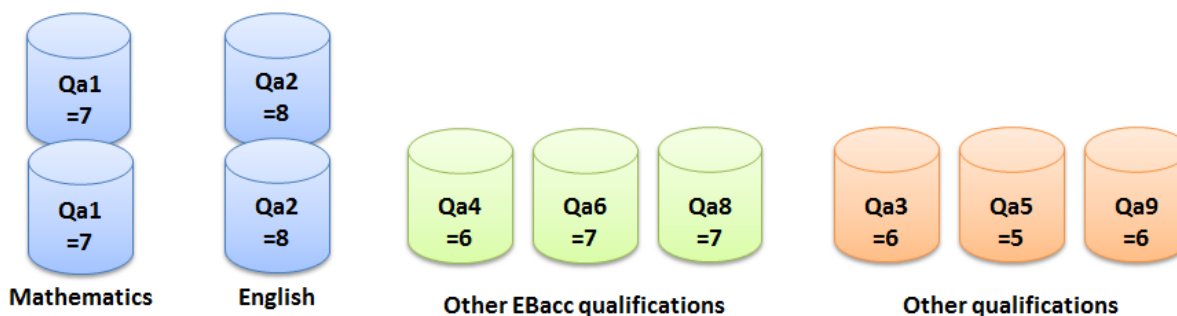 Qa1
=7
Qa2
=8
Qa1
=7
Qa2
=8
Qa4
=6
Qa6
=7
Qa8
=7
Qa3
=6
Qa5
=5
Qa9
=6
Mathematics
English
Other EBacc qualifications
Other qualifications